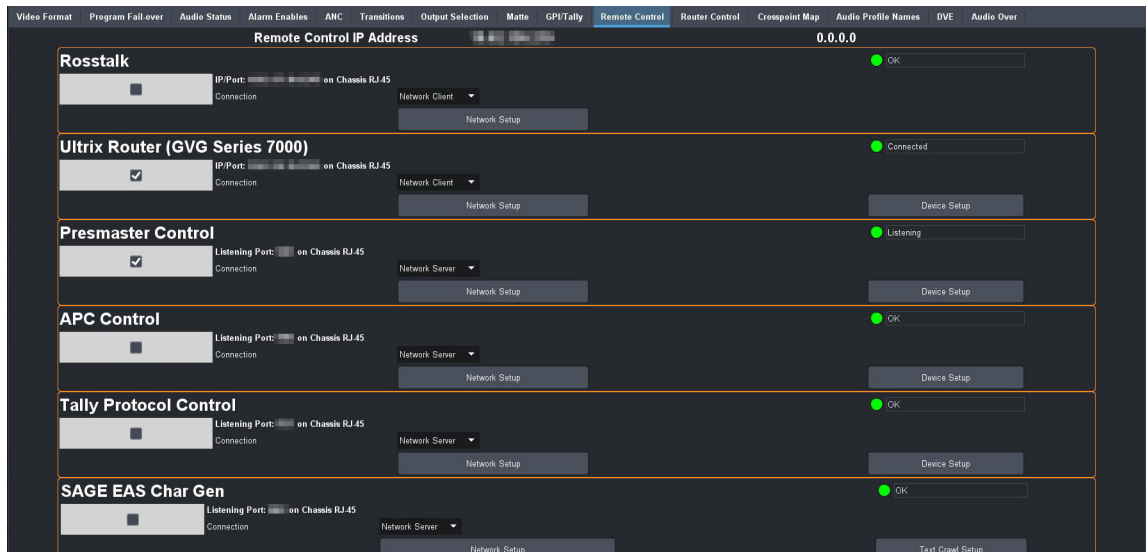 Video Format Program Fail-over Audio Status Alarm Enables ANC Transitions Output Selection Matte GPI/Tally Remote Control Router Control Crosspoint Map Audio Profile Names DVE Audio Over
Remote Control IP Address 0.0.0.0
Rosstalk
OK
IP/Port: on Chassis RJ-45
Connection Network Client
Network Setup
Ultrix Router (GVG Series 7000)
Connected
IP/Port: on Chassis RJ-45
Connection Network Client
Network Setup Device Setup
Presmaster Control
Listening
Listening Port: on Chassis RJ-45
Connection Network Server
Network Setup Device Setup
APC Control
OK
Listening Port: on Chassis RJ-45
Connection Network Server
Network Setup Device Setup
Tally Protocol Control
OK
Listening Port: on Chassis RJ-45
Connection Network Server
Network Setup Device Setup
SAGE EAS Char Gen
OK
Listening Port: on Chassis RJ-45
Connection Network Server
Network Setup Text Crawl Setup